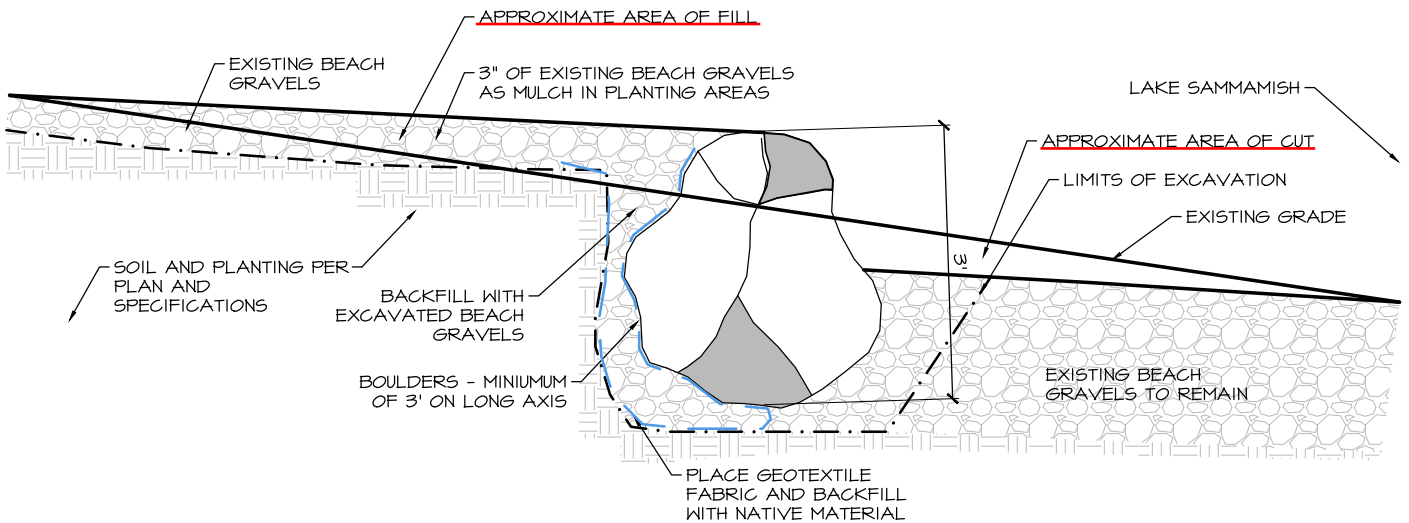 APPROXIMATE AREA OF FILL
EXISTING BEACH
GRAVELS
3" OF EXISTING BEACH GRAVELS
AS MULCH IN PLANTING AREAS
LAKE SAMMAMISH
APPROXIMATE AREA OF CUT
LIMITS OF EXCAVATION
EXISTING GRADE
3'
SOIL AND PLANTING PER
PLAN AND
SPECIFICATIONS
BACKFILL WITH
EXCAVATED BEACH
GRAVELS
BOULDERS - MINIUMUM
OF 3' ON LONG AXIS
EXISTING BEACH
GRAVELS TO REMAIN
PLACE GEOTEXTILE
FABRIC AND BACKFILL
WITH NATIVE MATERIAL